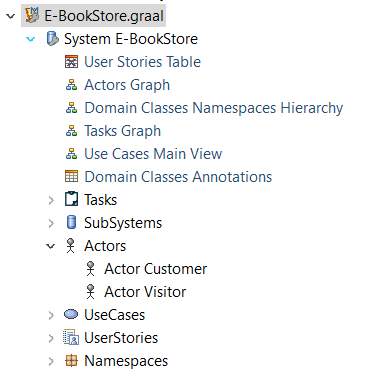 E-BookStore.graal
System E-BookStore
User Stories Table
Actors Graph
Domain Classes Namespaces Hierarchy
Tasks Graph
Use Cases Main View
Domain Classes Annotations
Tasks
SubSystems
Actors
Actor Customer
Actor Visitor
UseCases
UserStories
Namespaces